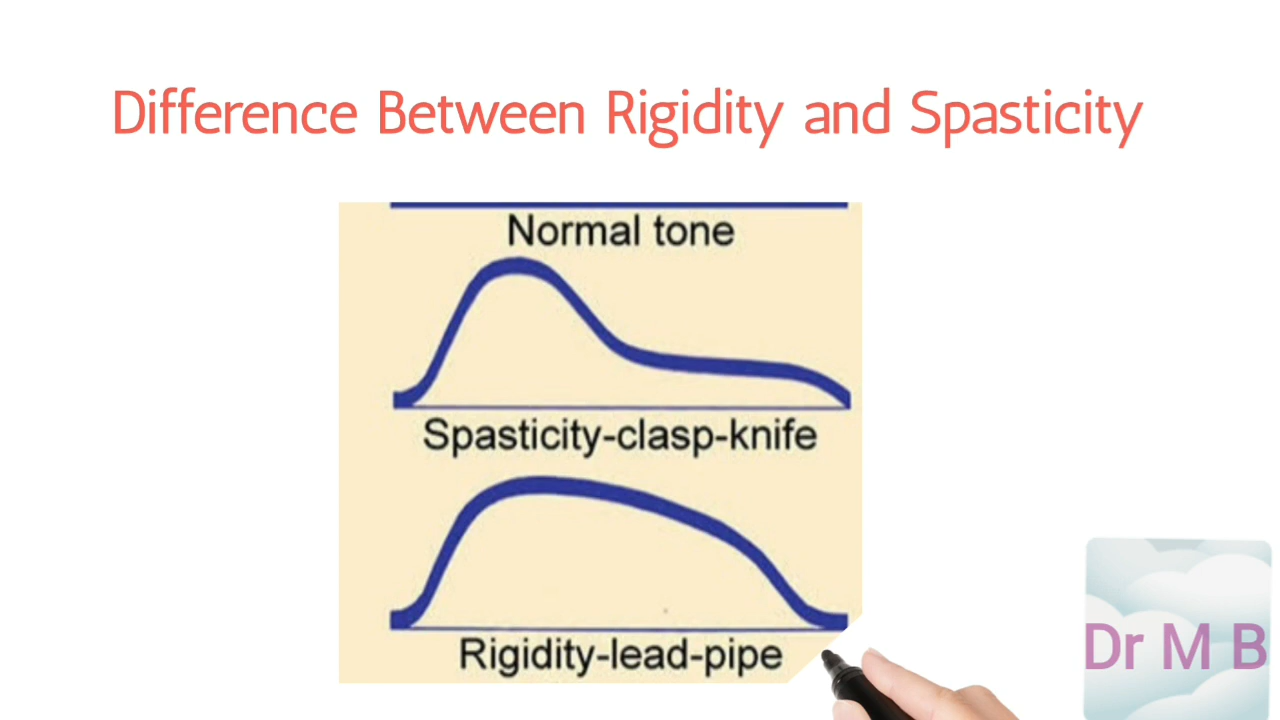 Difference Between Rigidity and Spasticity
Normal tone
Spasticity-clasp-knife
Rigidity-lead-pipe
Dr M B